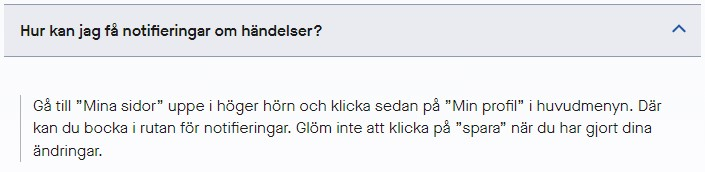 Hur kan jag få notifieringar om händelser?
Gå till ”Mina sidor” uppe i höger hörn och klicka sedan på ”Min profil” i huvudmenyn. Där
kan du bocka i rutan för notifieringar. Glöm inte att klicka på ”spara” när du har gjort dina
ändringar.